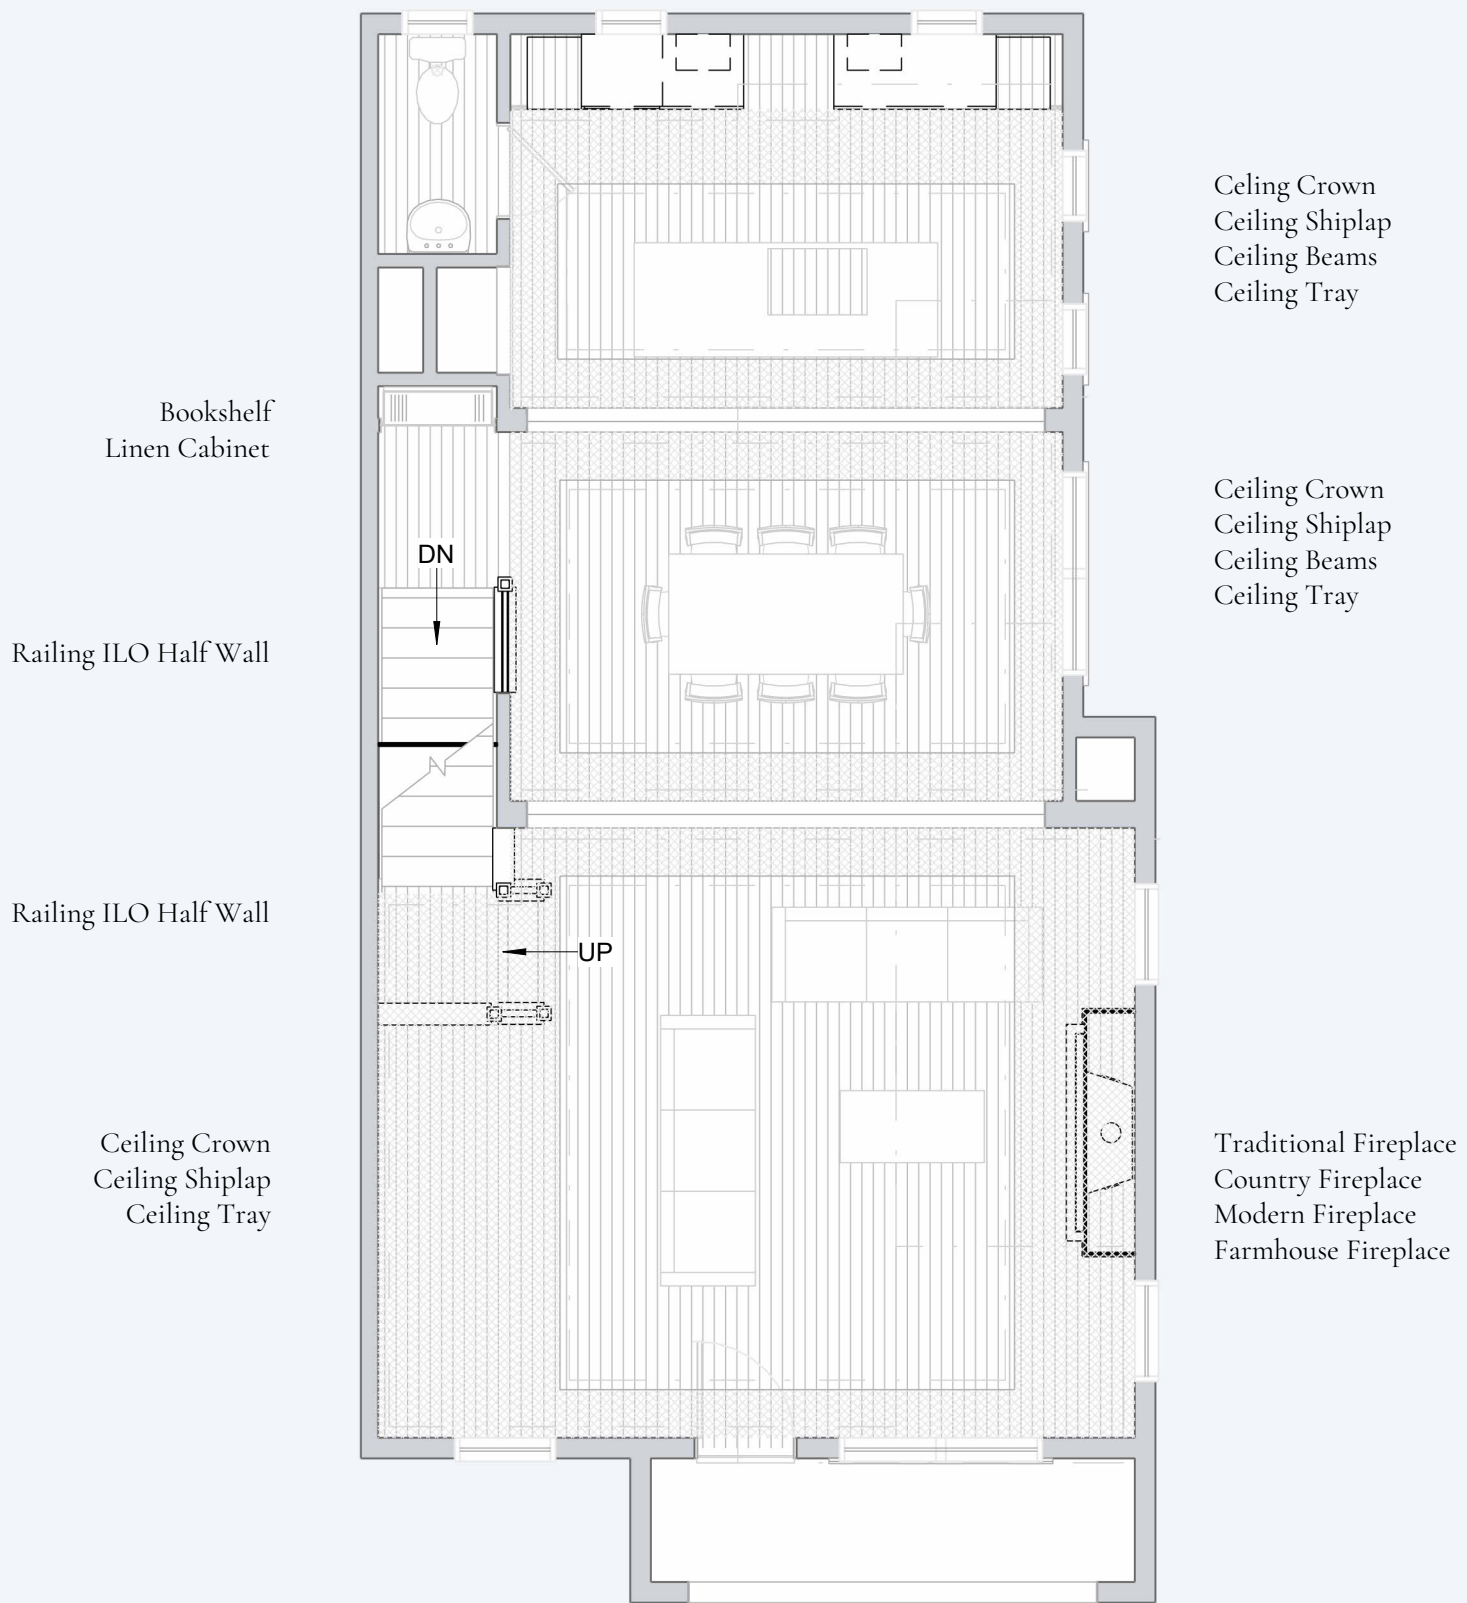 Celing Crown
Ceiling Shiplap
Ceiling Beams
Ceiling Tray
Bookshelf
Linen Cabinet
Ceiling Crown
Ceiling Shiplap
Ceiling Beams
Ceiling Tray
DN
Railing ILO Half Wall
Railing ILO Half Wall
UP
Ceiling Crown
Ceiling Shiplap
Ceiling Tray
Traditional Fireplace
Country Fireplace
Modern Fireplace
Farmhouse Fireplace